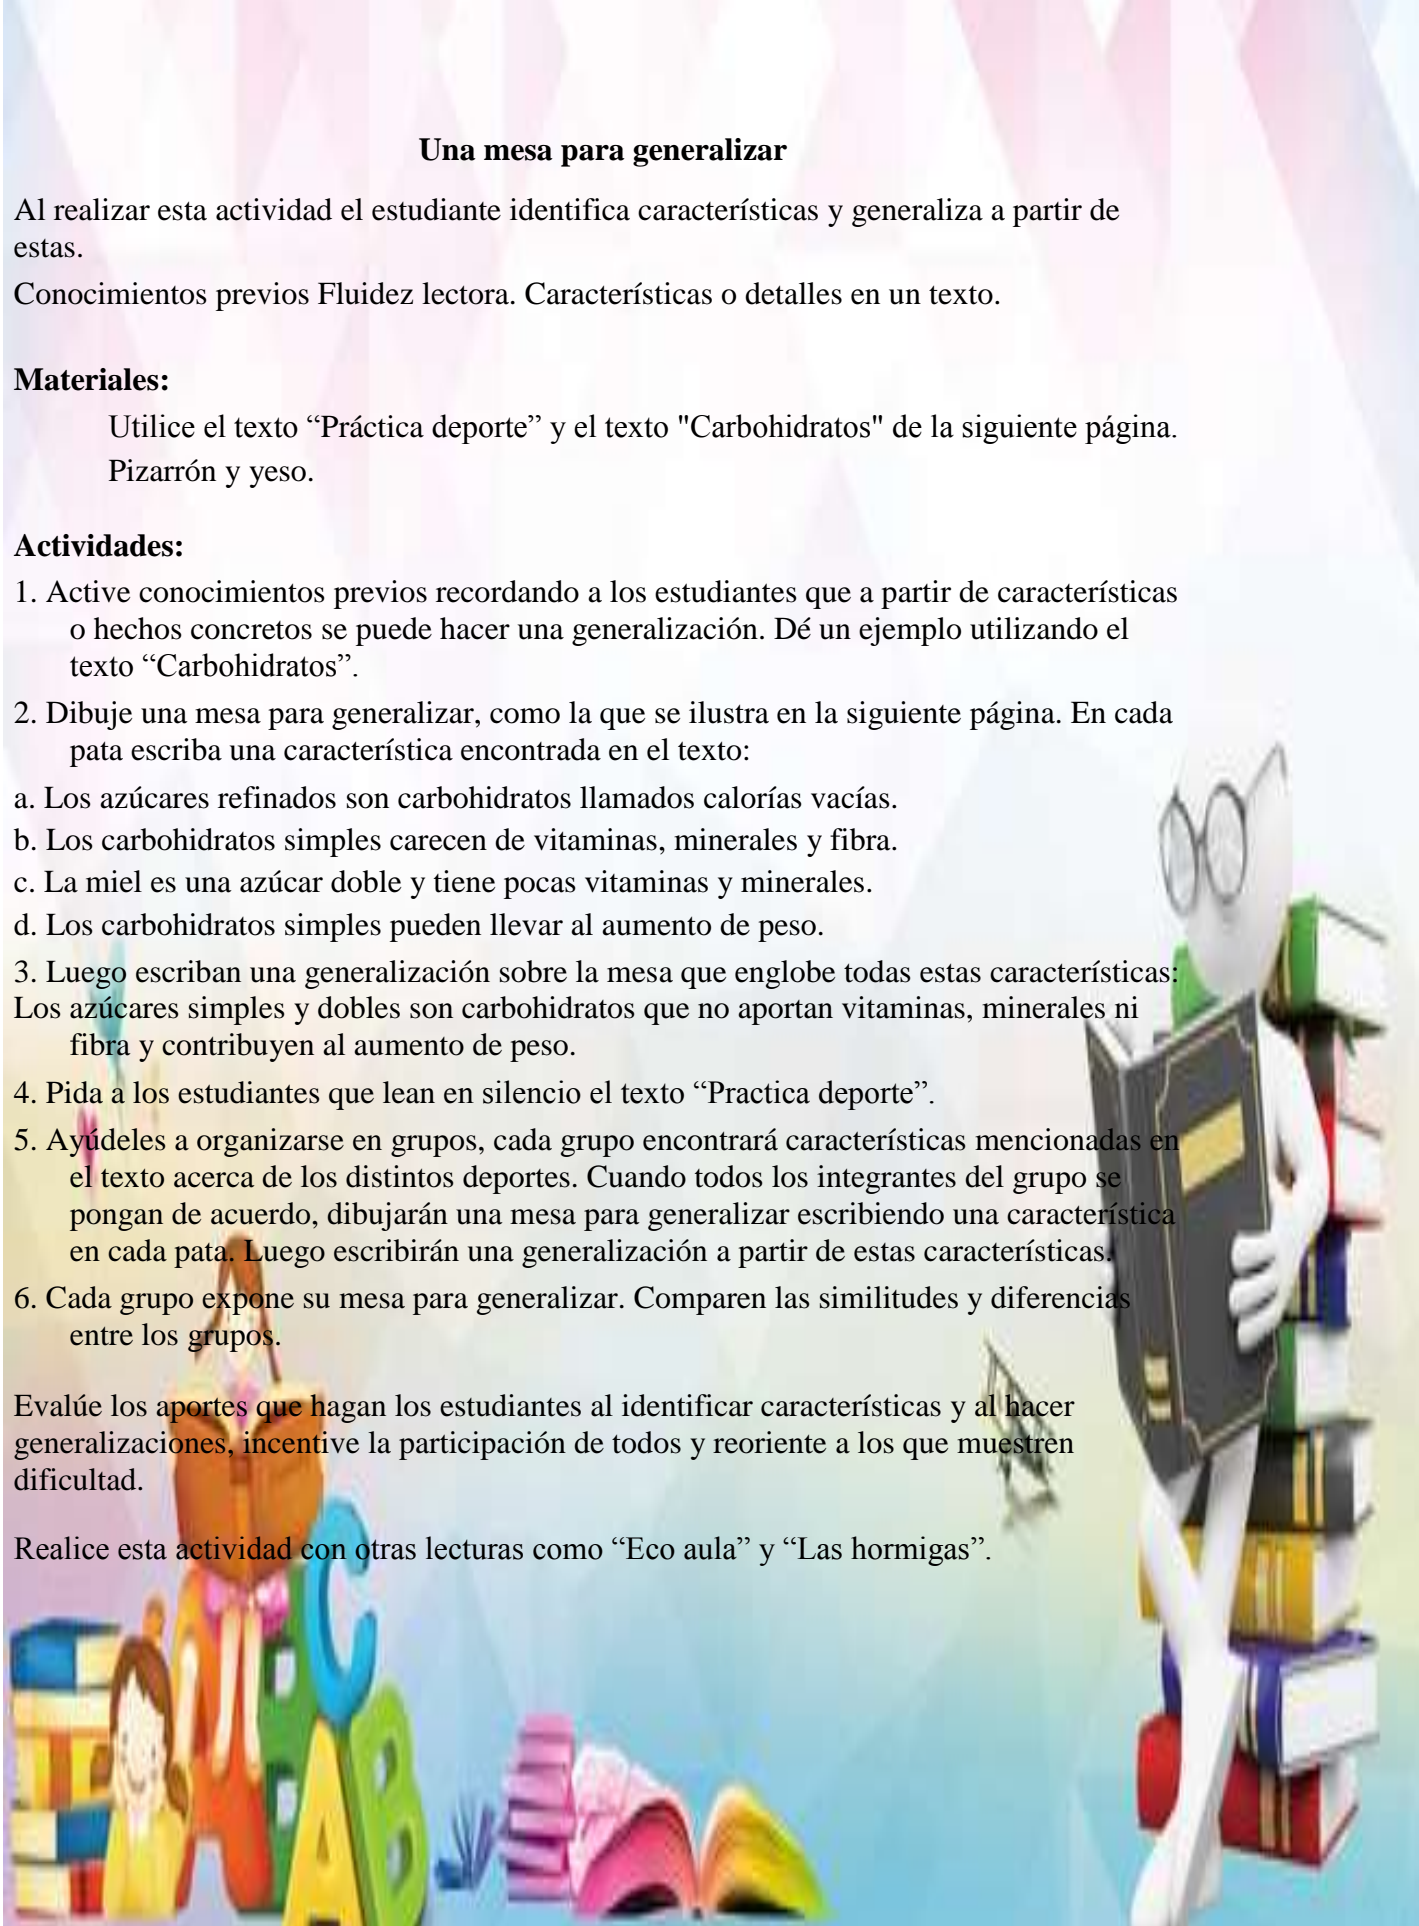 Una mesa para generalizar
Al realizar esta actividad el estudiante identifica características y generaliza a partir de
estas.
Conocimientos previos Fluidez lectora. Características o detalles en un texto.
Materiales:
Utilice el texto “Práctica deporte” y el texto "Carbohidratos" de la siguiente página.
Pizarrón y yeso.
Actividades:
1. Active conocimientos previos recordando a los estudiantes que a partir de características
o hechos concretos se puede hacer una generalización. Dé un ejemplo utilizando el
texto “Carbohidratos”.
2. Dibuje una mesa para generalizar, como la que se ilustra en la siguiente página. En cada
pata escriba una característica encontrada en el texto:
a. Los azúcares refinados son carbohidratos llamados calorías vacías.
b. Los carbohidratos simples carecen de vitaminas, minerales y fibra.
c. La miel es una azúcar doble y tiene pocas vitaminas y minerales.
d. Los carbohidratos simples pueden llevar al aumento de peso.
3. Luego escriban una generalización sobre la mesa que englobe todas estas características:
Los azúcares simples y dobles son carbohidratos que no aportan vitaminas, minerales ni
fibra y contribuyen al aumento de peso.
4. Pida a los estudiantes que lean en silencio el texto “Practica deporte”.
5. Ayúdeles a organizarse en grupos, cada grupo encontrará características mencionadas en
el texto acerca de los distintos deportes. Cuando todos los integrantes del grupo se
pongan de acuerdo, dibujarán una mesa para generalizar escribiendo una característica
en cada pata. Luego escribirán una generalización a partir de estas características.
6. Cada grupo expone su mesa para generalizar. Comparen las similitudes y diferencias
entre los grupos.
Evalúe los aportes que hagan los estudiantes al identificar características y al hacer
generalizaciones, incentive la participación de todos y reoriente a los que muestren
dificultad.
Realice esta actividad con otras lecturas como “Eco aula” y “Las hormigas”.
C
A
B